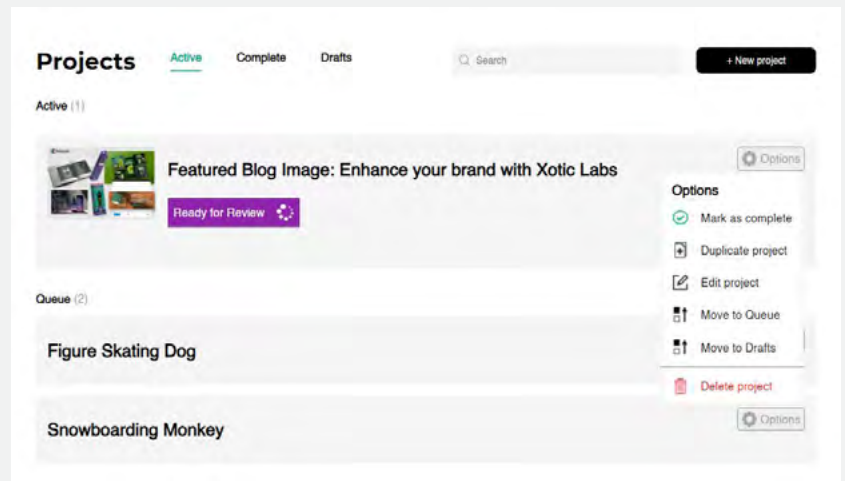 Projects Active Complete Drafts Search + New project
Active (1)
Options
Featured Blog Image: Enhance your brand with Xotic Labs
Ready for Review
Options
Mark as complete
Duplicate project
Edit project
Move to Queue
Move to Drafts
Delete project
Queue (2)
Figure Skating Dog
Snowboarding Monkey
Options